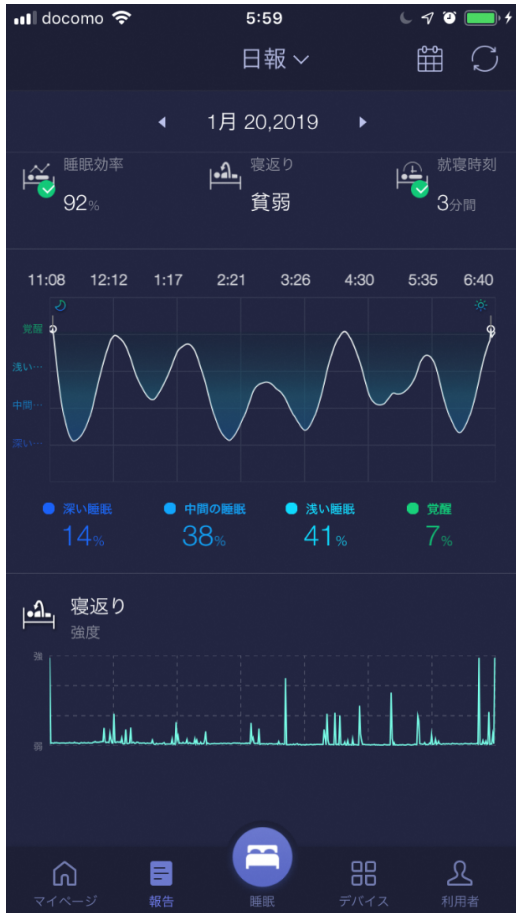 docomo 5:59
日報
1月 20,2019
睡眠効率 寝返り 就寝時刻
92% 貧弱 3分間
11:08 12:12 1:17 2:21 3:26 4:30 5:35 6:40
覚醒
浅い…
中間…
深い…
深い睡眠 中間の睡眠 浅い睡眠 覚醒
14% 38% 41% 7%
寝返り
強度
強
弱
マイページ 報告 睡眠 デバイス 利用者